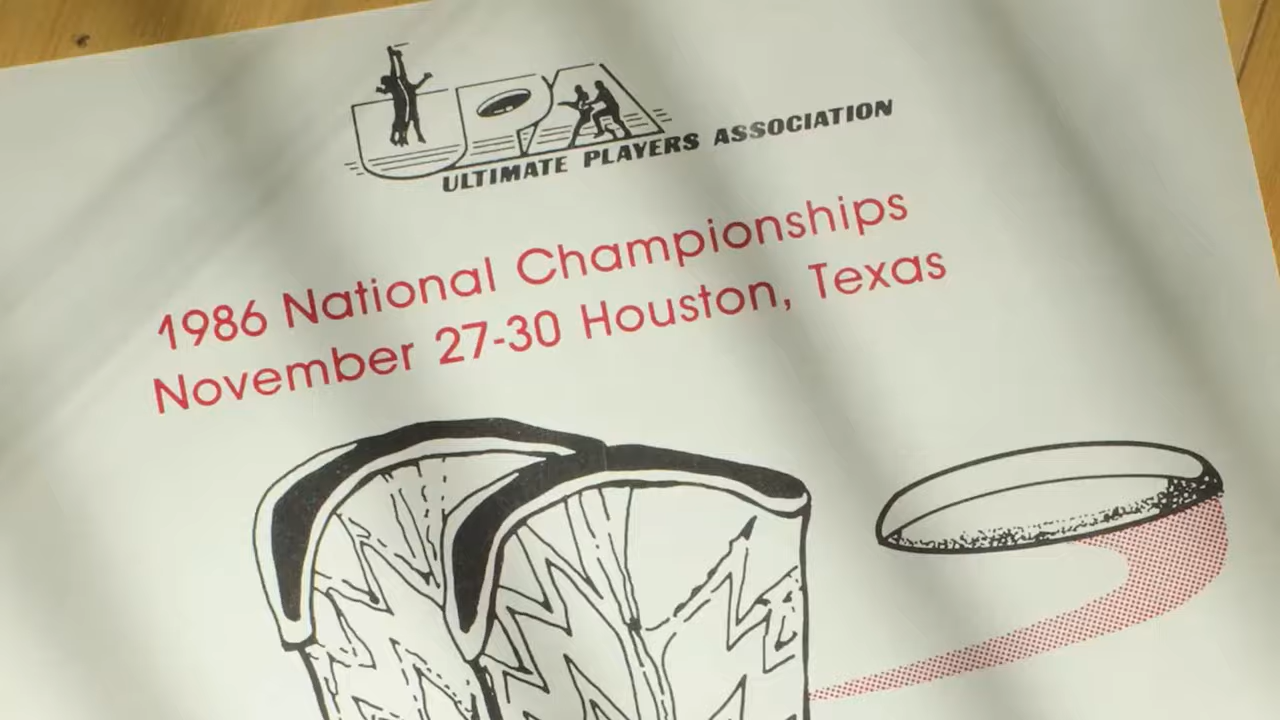 UPA
ULTIMATE PLAYERS ASSOCIATION
1986 National Championships
November 27-30 Houston, Texas